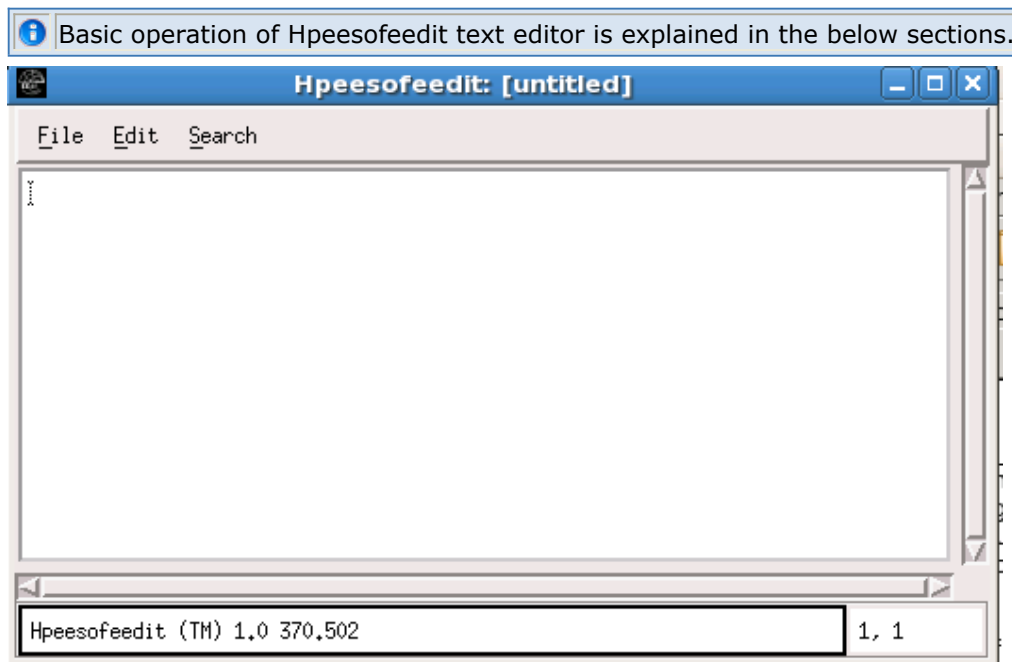 Basic operation of Hpeesofeedit text editor is explained in the below sections.
Hpeesofeedit: [untitled]
File Edit Search
Hpeesofeedit (TM) 1.0 370.502 1, 1